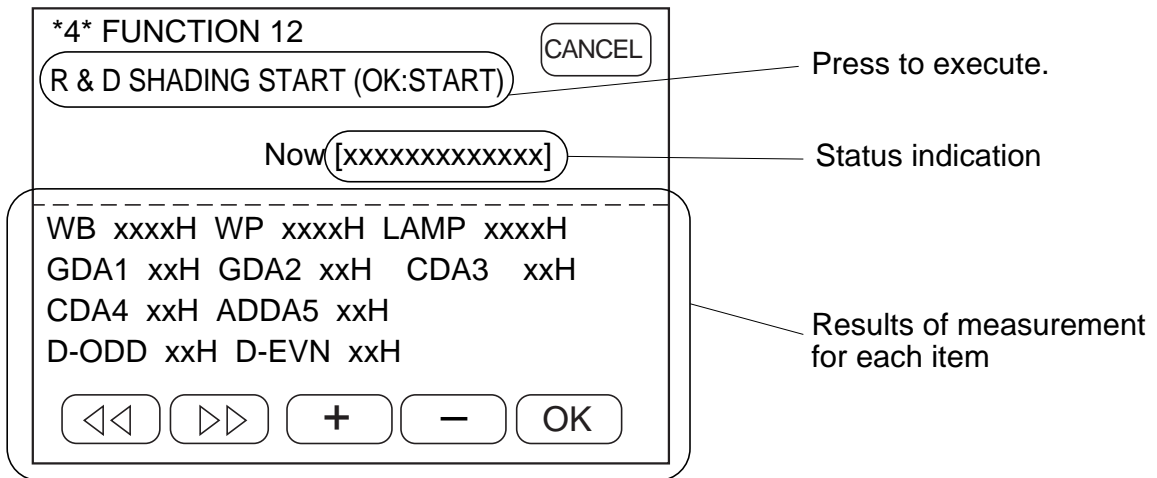 *4* FUNCTION 12
CANCEL
R & D SHADING START (OK:START)
Press to execute.
Now [xxxxxxxxxxxxx]
Status indication
WB xxxxH WP xxxxH LAMP xxxxH
GDA1 xxH GDA2 xxH CDA3 xxH
CDA4 xxH ADDA5 xxH
D-ODD xxH D-EVN xxH
Results of measurement
for each item
+ − OK